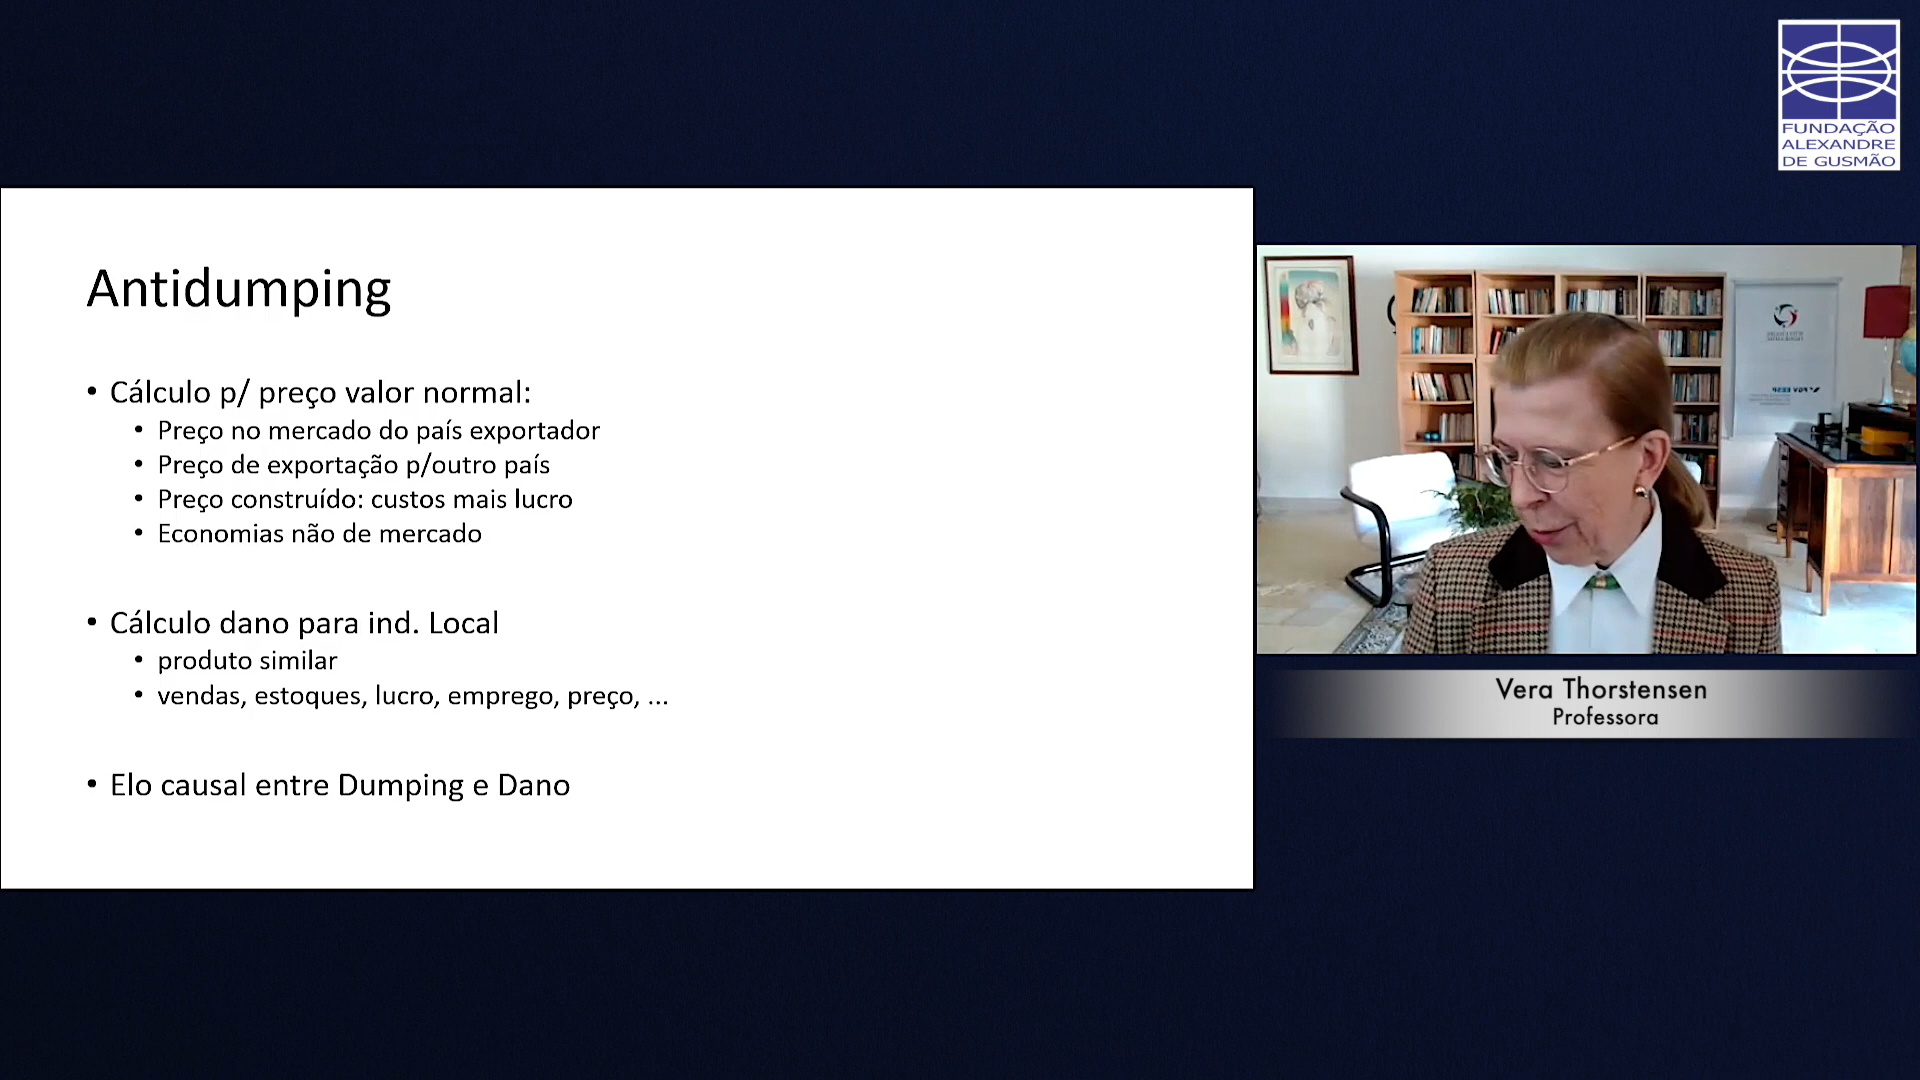 FUNDAÇÃO
ALEXANDRE
DE GUSMÃO
Antidumping
• Cálculo p/ preço valor normal:
• Preço no mercado do país exportador
• Preço de exportação p/outro país
• Preço construído: custos mais lucro
• Economias não de mercado
• Cálculo dano para ind. Local
• produto similar
• vendas, estoques, lucro, emprego, preço, ...
• Elo causal entre Dumping e Dano
FGV EESP
Vera Thorstensen
Professora